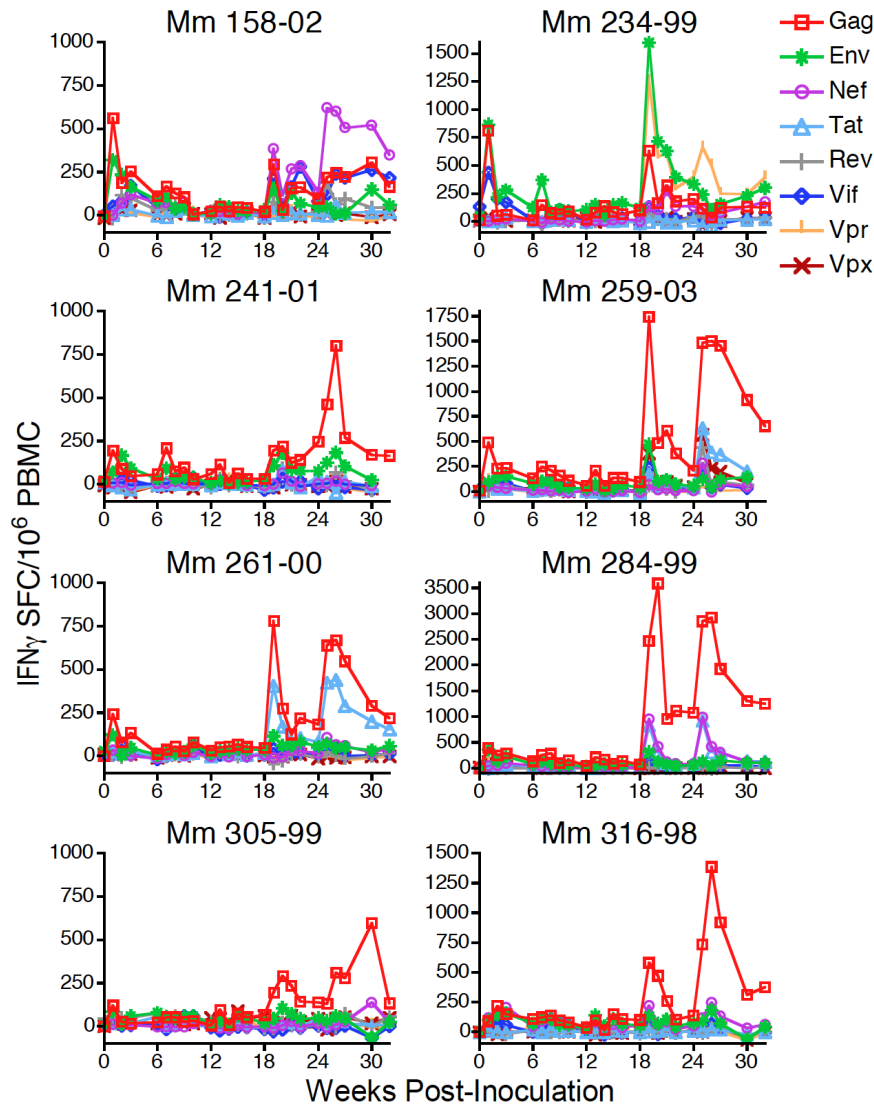 Mm 158-02
1000
750
500
250
0
0 6 12 18 24 30
Mm 234-99
1500
1250
1000
750
500
250
0
0 6 12 18 24 30
Gag
Env
Nef
Tat
Rev
Vif
Vpr
Vpx
Mm 241-01
1000
750
500
250
0
0 6 12 18 24 30
Mm 259-03
1750
1500
1250
1000
750
500
250
0
0 6 12 18 24 30
IFNγ SFC/10⁶ PBMC
Mm 261-00
1000
750
500
250
0
0 6 12 18 24 30
Mm 284-99
3500
3000
2500
2000
1500
1000
500
0
0 6 12 18 24 30
Mm 305-99
1000
750
500
250
0
0 6 12 18 24 30
Mm 316-98
1500
1250
1000
750
500
250
0
0 6 12 18 24 30
Weeks Post-Inoculation